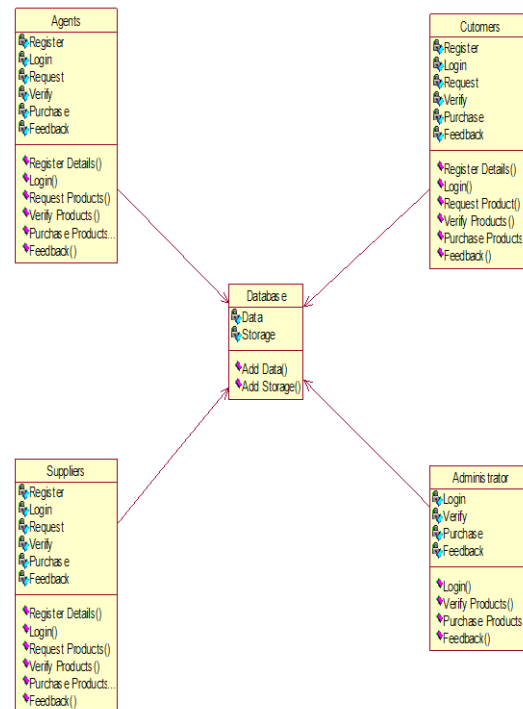 Agents
Register
Login
Request
Verify
Purchase
Feedback
Register Details()
Login()
Request Products()
Verify Products()
Purchase Products...
Feedback()
Cutomers
Register
Login
Request
Verify
Purchase
Feedback
Register Details()
Login()
Request Product()
Verify Products()
Purchase Products
Feedback()
Database
Data
Storage
Add Data()
Add Storage()
Suppliers
Register
Login
Request
Verify
Purchase
Feedback
Register Details()
Login()
Request Products()
Verify Products()
Purchase Products...
Feedback()
Administrator
Login
Verify
Purchase
Feedback
Login()
Verify Products()
Purchase Products
Feedback()